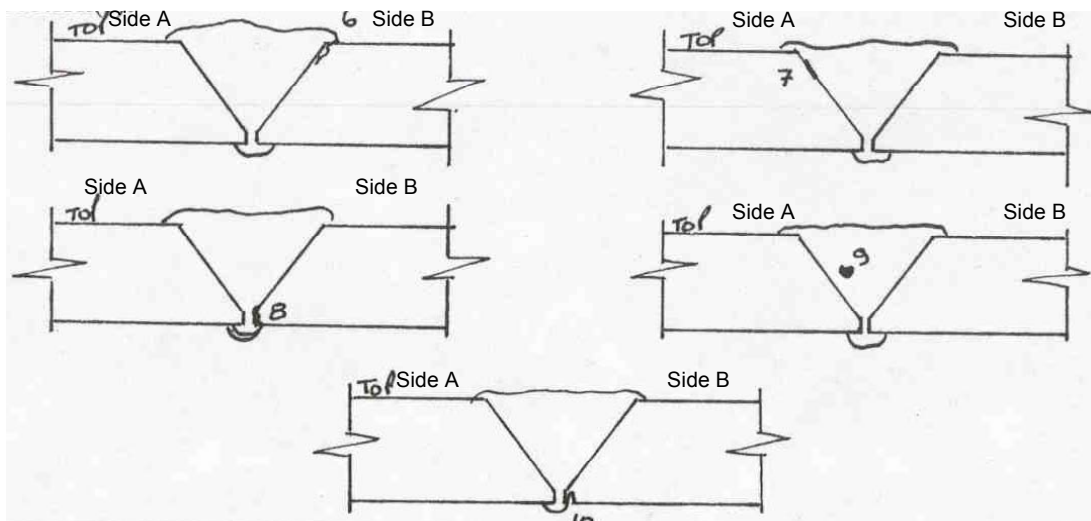 Side A 6 Side B
TOP
Side A Side B
TOP
7
Side A Side B
TOP
8
Side A Side B
TOP
9
TOP Side A Side B
10